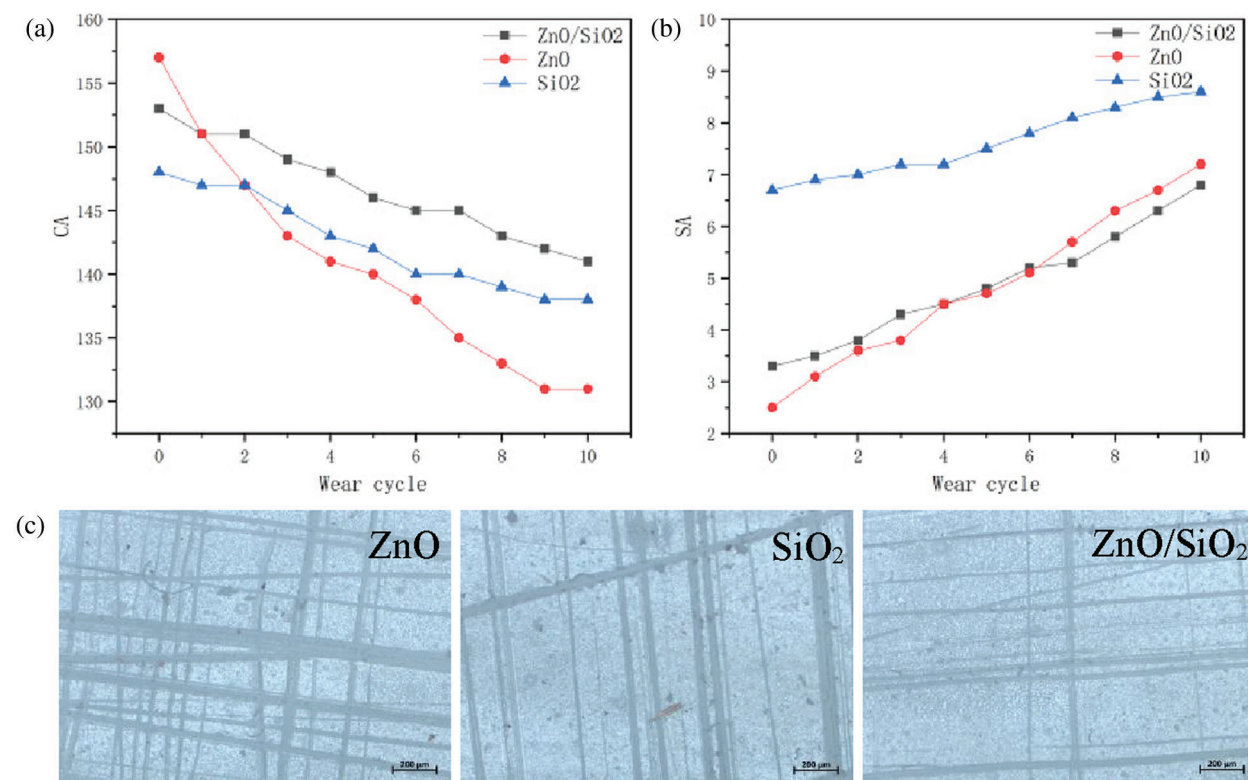 (a)
160
155
150
145
140
135
130
CA
0 2 4 6 8 10
Wear cycle
ZnO/SiO2
ZnO
SiO2
(b)
10
9
8
7
6
5
4
3
2
SA
0 2 4 6 8 10
Wear cycle
ZnO/SiO2
ZnO
SiO2
(c)
ZnO
200 µm
SiO₂
200 µm
ZnO/SiO₂
200 µm